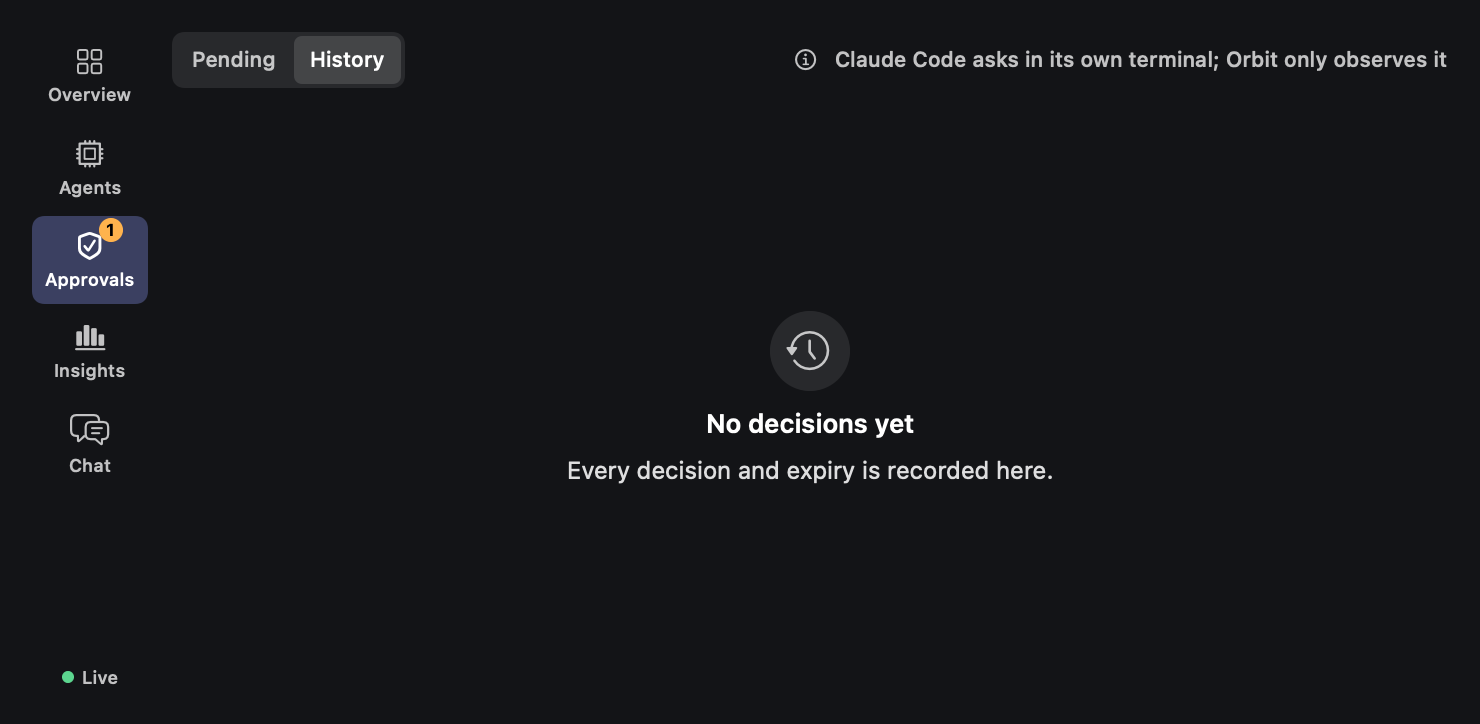 Pending
History
Claude Code asks in its own terminal; Orbit only observes it
Overview
Agents
1
Approvals
Insights
Chat
No decisions yet
Every decision and expiry is recorded here.
Live